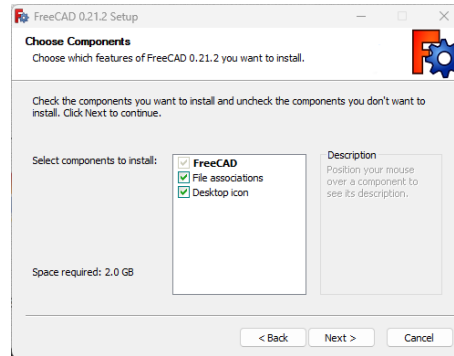 FreeCAD 0.21.2 Setup
Choose Components
Choose which features of FreeCAD 0.21.2 you want to install.
Check the components you want to install and uncheck the components you don't want to
install. Click Next to continue.
Select components to install:
FreeCAD
File associations
Desktop icon
Description
Position your mouse
over a component to
see its description.
Space required: 2.0 GB
< Back
Next >
Cancel